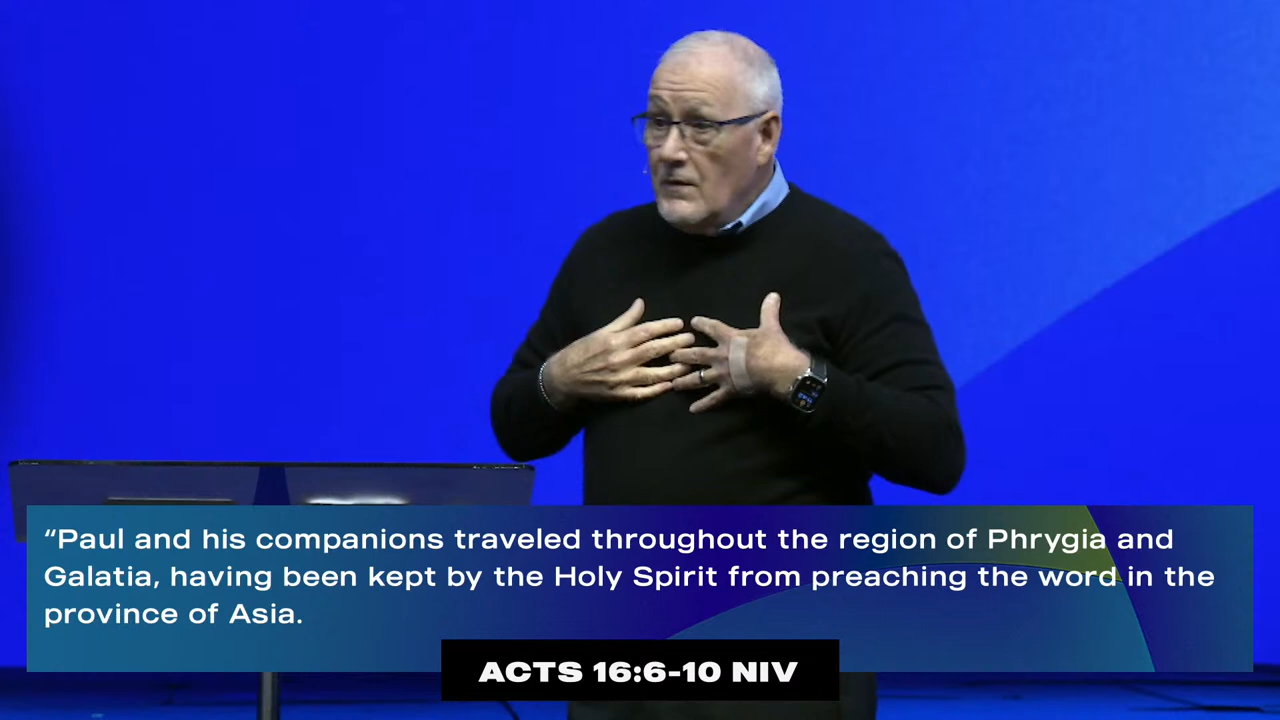 “Paul and his companions traveled throughout the region of Phrygia and
Galatia, having been kept by the Holy Spirit from preaching the word in the
province of Asia.
ACTS 16:6-10 NIV